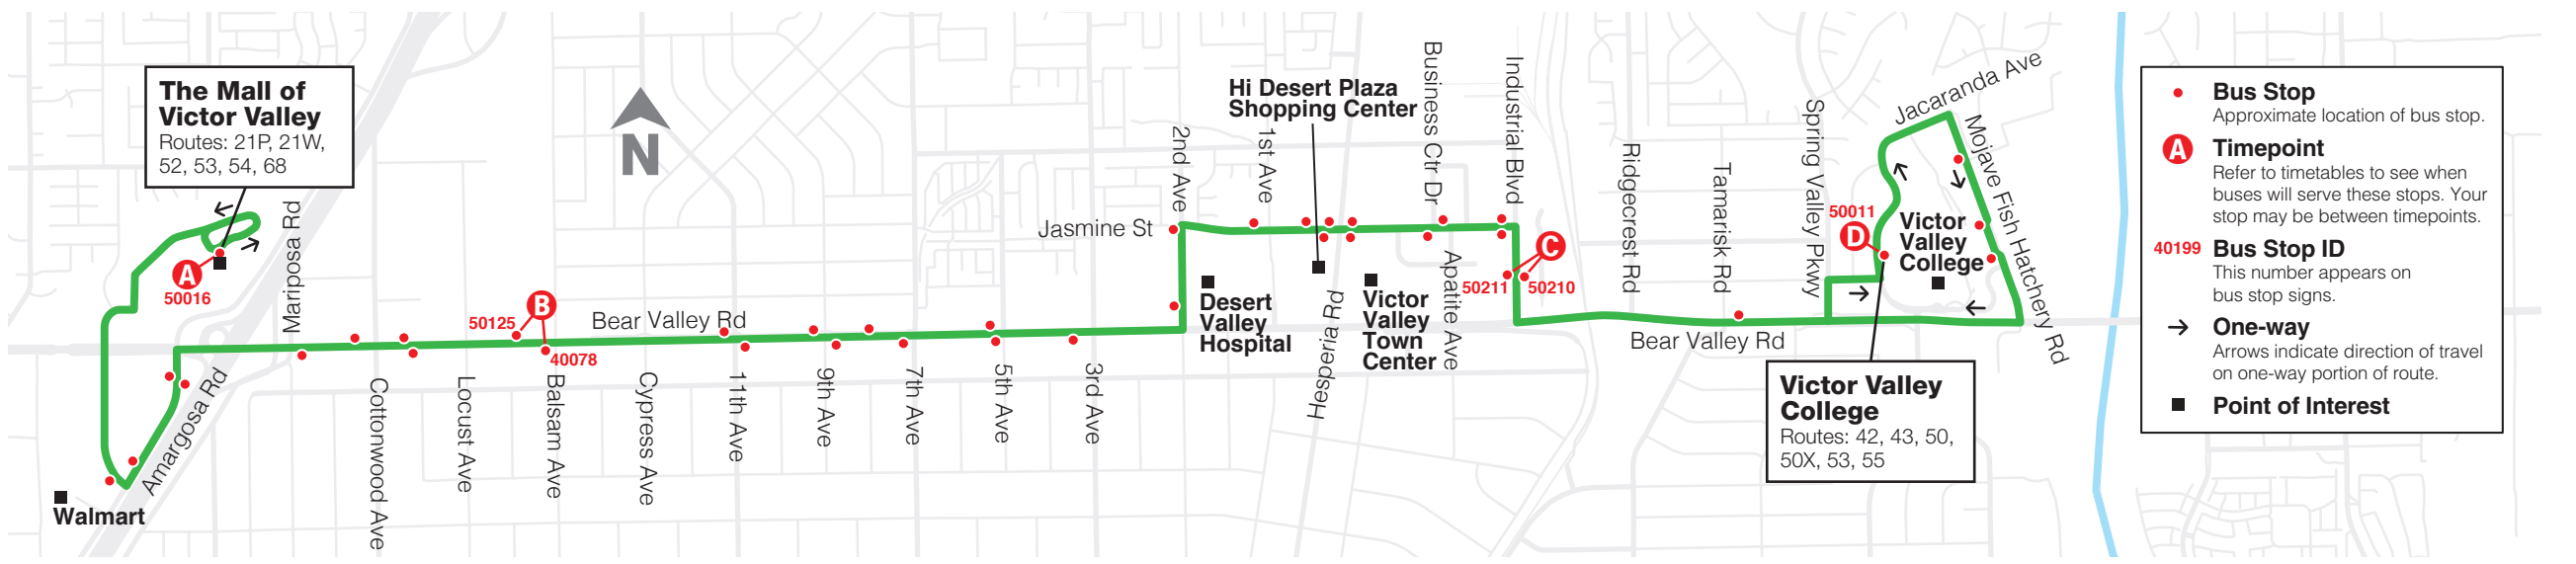 The Mall of
Victor Valley
Routes: 21P, 21W,
52, 53, 54, 68
A
50016
Mariposa Rd
Walmart
Amargosa Rd
N
B
50125
40078
Bear Valley Rd
Cottonwood Ave
Locust Ave
Balsam Ave
Cypress Ave
11th Ave
9th Ave
7th Ave
5th Ave
3rd Ave
Jasmine St
2nd Ave
1st Ave
Hi Desert Plaza
Shopping Center
Business Ctr Dr
Industrial Blvd
Desert
Valley
Hospital
Hesperia Rd
Victor
Valley
Town
Center
Apatite Ave
C
50211
50210
Ridgecrest Rd
Tamarisk Rd
Spring Valley Pkwy
Bear Valley Rd
50011
D
Victor
Valley
College
Jacaranda Ave
Mojave Fish Hatchery Rd
Victor Valley
College
Routes: 42, 43, 50,
50X, 53, 55
Bus Stop
Approximate location of bus stop.
A
Timepoint
Refer to timetables to see when
buses will serve these stops. Your
stop may be between timepoints.
40199
Bus Stop ID
This number appears on
bus stop signs.
One-way
Arrows indicate direction of travel
on one-way portion of route.
Point of Interest